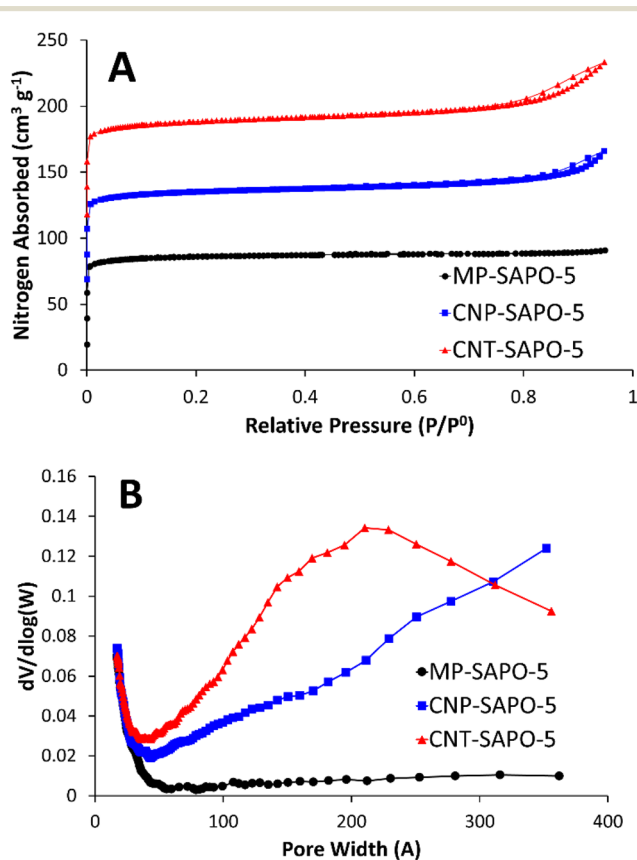 A
Nitrogen Absorbed (cm³ g⁻¹)
250
200
150
100
50
0
MP-SAPO-5
CNP-SAPO-5
CNT-SAPO-5
0 0.2 0.4 0.6 0.8 1
Relative Pressure (P/P⁰)
B
dV/dlog(W)
0.16
0.14
0.12
0.1
0.08
0.06
0.04
0.02
0
MP-SAPO-5
CNP-SAPO-5
CNT-SAPO-5
0 100 200 300 400
Pore Width (A)